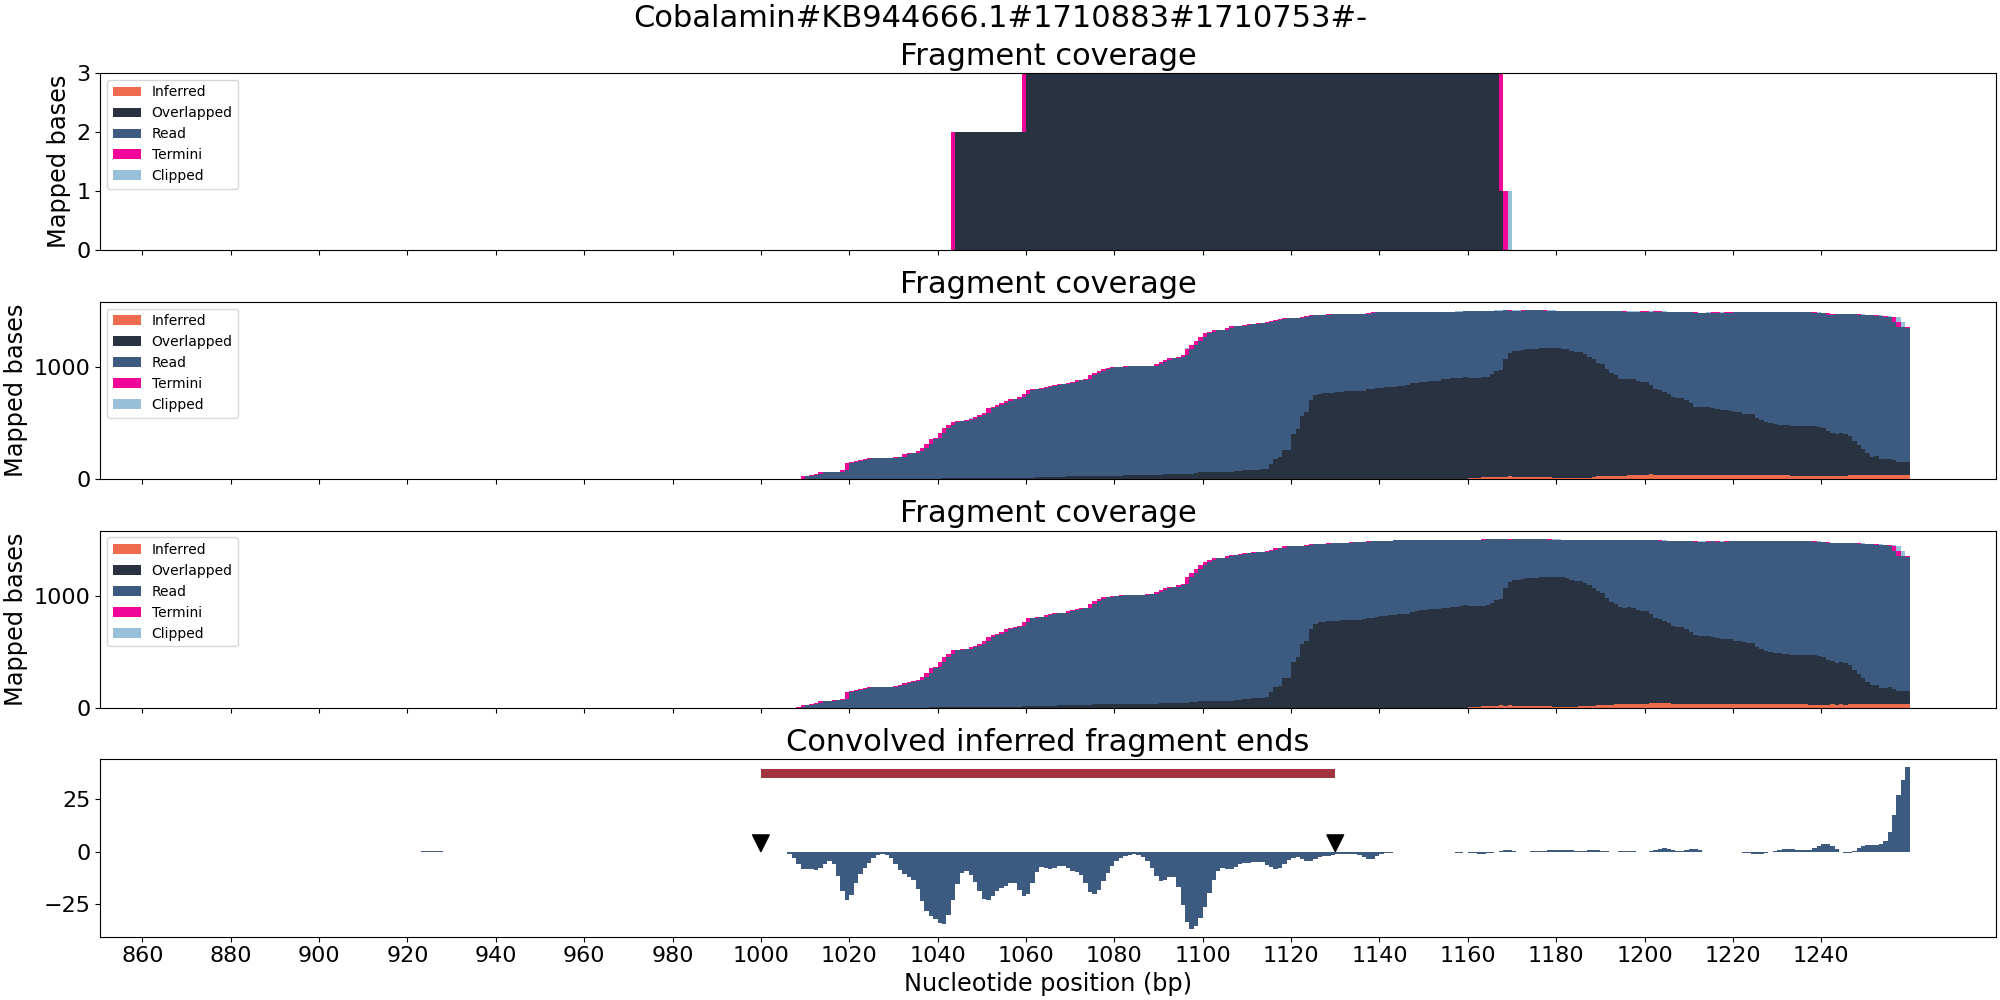 Cobalamin#KB944666.1#1710883#1710753#-
Fragment coverage
Mapped bases
3
2
1
0
Inferred
Overlapped
Read
Termini
Clipped
Fragment coverage
Mapped bases
1000
0
Inferred
Overlapped
Read
Termini
Clipped
Fragment coverage
Mapped bases
1000
0
Inferred
Overlapped
Read
Termini
Clipped
Convolved inferred fragment ends
25
0
−25
860 880 900 920 940 960 980 1000 1020 1040 1060 1080 1100 1120 1140 1160 1180 1200 1220 1240
Nucleotide position (bp)